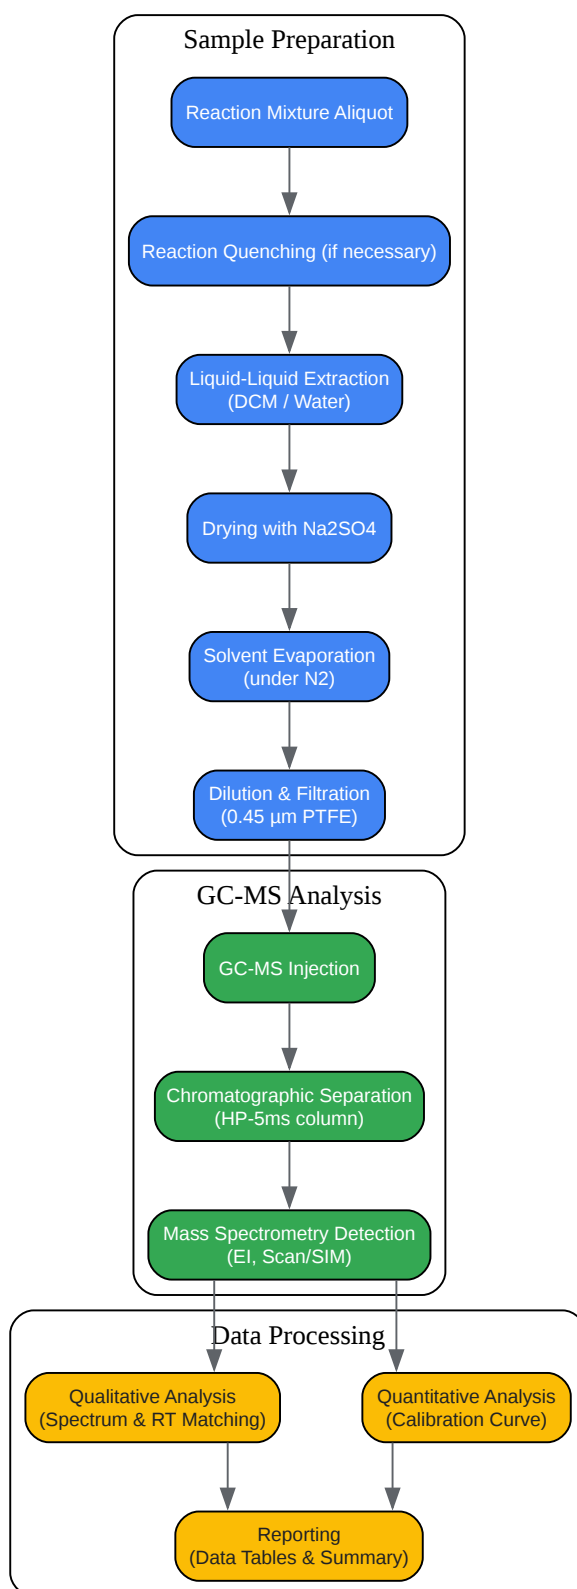 Sample Preparation
Reaction Mixture Aliquot
Reaction Quenching (if necessary)
Liquid-Liquid Extraction
(DCM / Water)
Drying with Na2SO4
Solvent Evaporation
(under N2)
Dilution & Filtration
(0.45 µm PTFE)
GC-MS Analysis
GC-MS Injection
Chromatographic Separation
(HP-5ms column)
Mass Spectrometry Detection
(EI, Scan/SIM)
Data Processing
Qualitative Analysis
(Spectrum & RT Matching)
Quantitative Analysis
(Calibration Curve)
Reporting
(Data Tables & Summary)